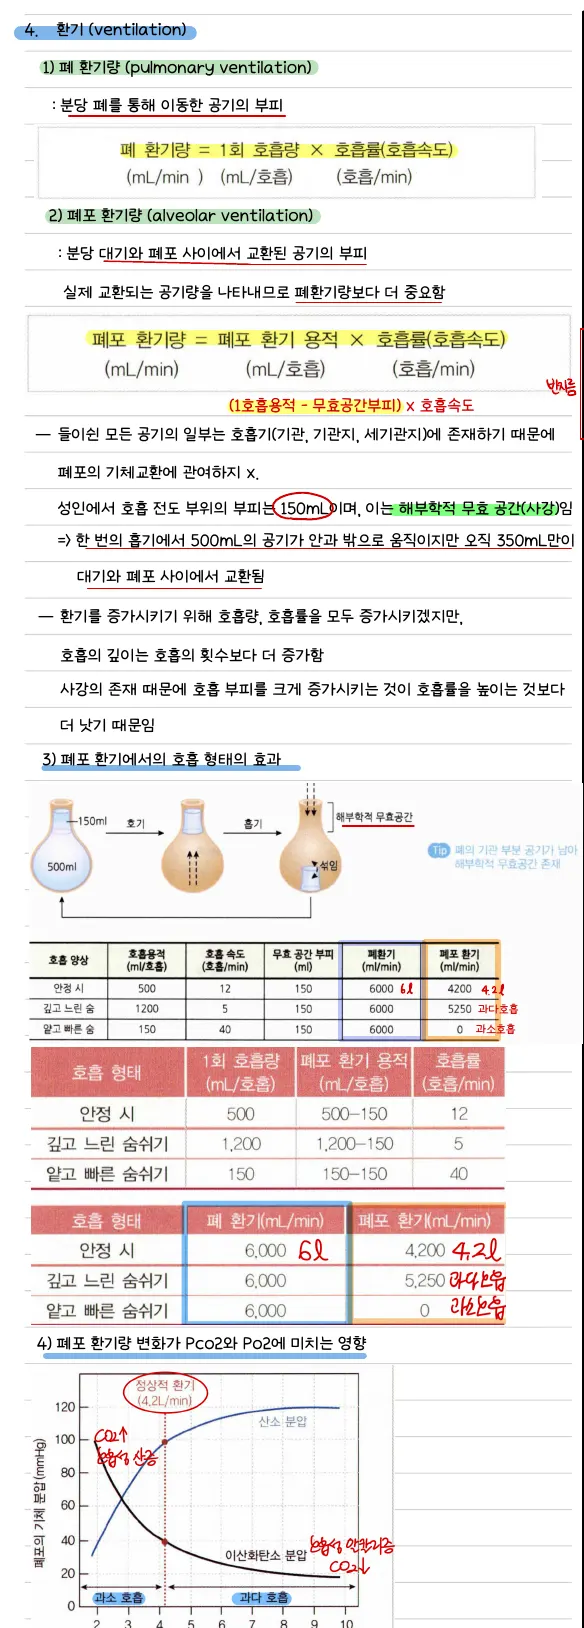 4. 환기 (ventilation)
1) 폐 환기량 (pulmonary ventilation)
: 분당 폐를 통해 이동한 공기의 부피
폐 환기량 = 1회 호흡량 × 호흡률(호흡속도)
(mL/min ) (mL/호흡) (호흡/min)
2) 폐포 환기량 (alveolar ventilation)
: 분당 대기와 폐포 사이에서 교환된 공기의 부피
실제 교환되는 공기량을 나타내므로 폐환기량보다 더 중요함
폐포 환기량 = 폐포 환기 용적 × 호흡률(호흡속도)
(mL/min) (mL/호흡) (호흡/min)
(1호흡용적 - 무효공간부피) x 호흡속도
— 들이쉰 모든 공기의 일부는 호흡기(기관, 기관지, 세기관지)에 존재하기 때문에
폐포의 기체교환에 관여하지 x.
성인에서 호흡 전도 부위의 부피는 150mL이며, 이는 해부학적 무효 공간(사강)임
=> 한 번의 흡기에서 500mL의 공기가 안과 밖으로 움직이지만 오직 350mL만이
대기와 폐포 사이에서 교환됨
— 환기를 증가시키기 위해 호흡량, 호흡률을 모두 증가시키겠지만,
호흡의 깊이는 호흡의 횟수보다 더 증가함
사강의 존재 때문에 호흡 부피를 크게 증가시키는 것이 호흡률을 높이는 것보다
더 낫기 때문임
3) 폐포 환기에서의 호흡 형태의 효과
150ml
호기
흡기
해부학적 무효공간
500ml
섞임
Tip 폐의 기관 부분 공기가 남아
해부학적 무효공간 존재
호흡 양상 호흡용적 (ml/호흡) 호흡 속도 (호흡/min) 무효 공간 부피 (ml) 폐환기 (ml/min) 폐포 환기 (ml/min)
안정 시 500 12 150 6000 6l 4200 4.2l
깊고 느린 숨 1200 5 150 6000 5250 과다호흡
얕고 빠른 숨 150 40 150 6000 0 과소호흡
호흡 형태 1회 호흡량 (mL/호흡) 폐포 환기 용적 (mL/호흡) 호흡률 (호흡/min)
안정 시 500 500–150 12
깊고 느린 숨쉬기 1,200 1,200–150 5
얕고 빠른 숨쉬기 150 150–150 40
호흡 형태 폐 환기(mL/min) 폐포 환기(mL/min)
안정 시 6,000 6l 4,200 4.2l
깊고 느린 숨쉬기 6,000 5,250 과다호흡
얕고 빠른 숨쉬기 6,000 0 과소호흡
4) 폐포 환기량 변화가 Pco2와 Po2에 미치는 영향
정상적 환기
(4.2L/min)
산소 분압
CO2↑
호흡성 산증
폐포의 기체 분압(mmHg)
120
100
80
60
40
20
0
이산화탄소 분압
호흡성 알칼리증
CO2↓
과소 호흡
과다 호흡
2 3 4 5 6 7 8 9 10